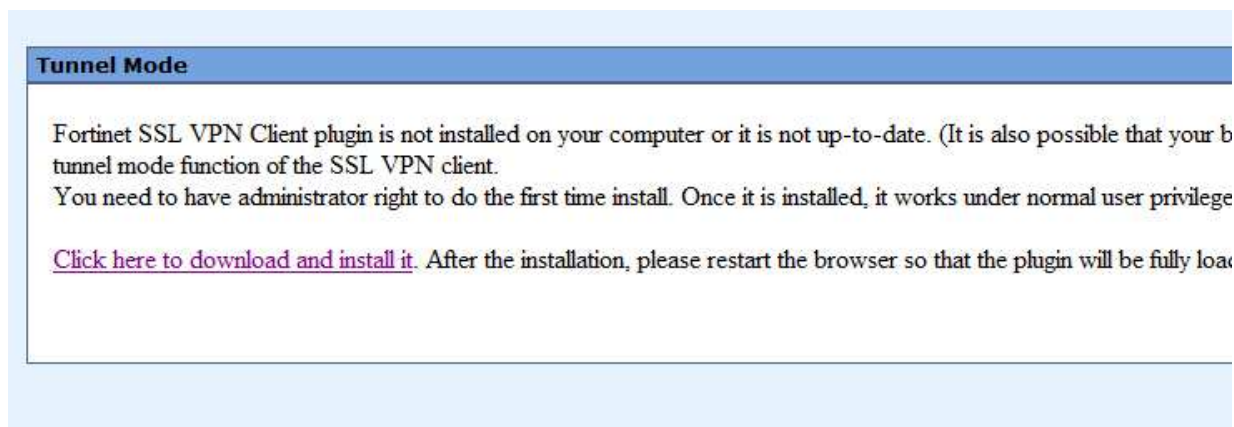 Tunnel Mode
Fortinet SSL VPN Client plugin is not installed on your computer or it is not up-to-date. (It is also possible that your b
tunnel mode function of the SSL VPN client.
You need to have administrator right to do the first time install. Once it is installed, it works under normal user privilege
Click here to download and install it. After the installation, please restart the browser so that the plugin will be fully loa